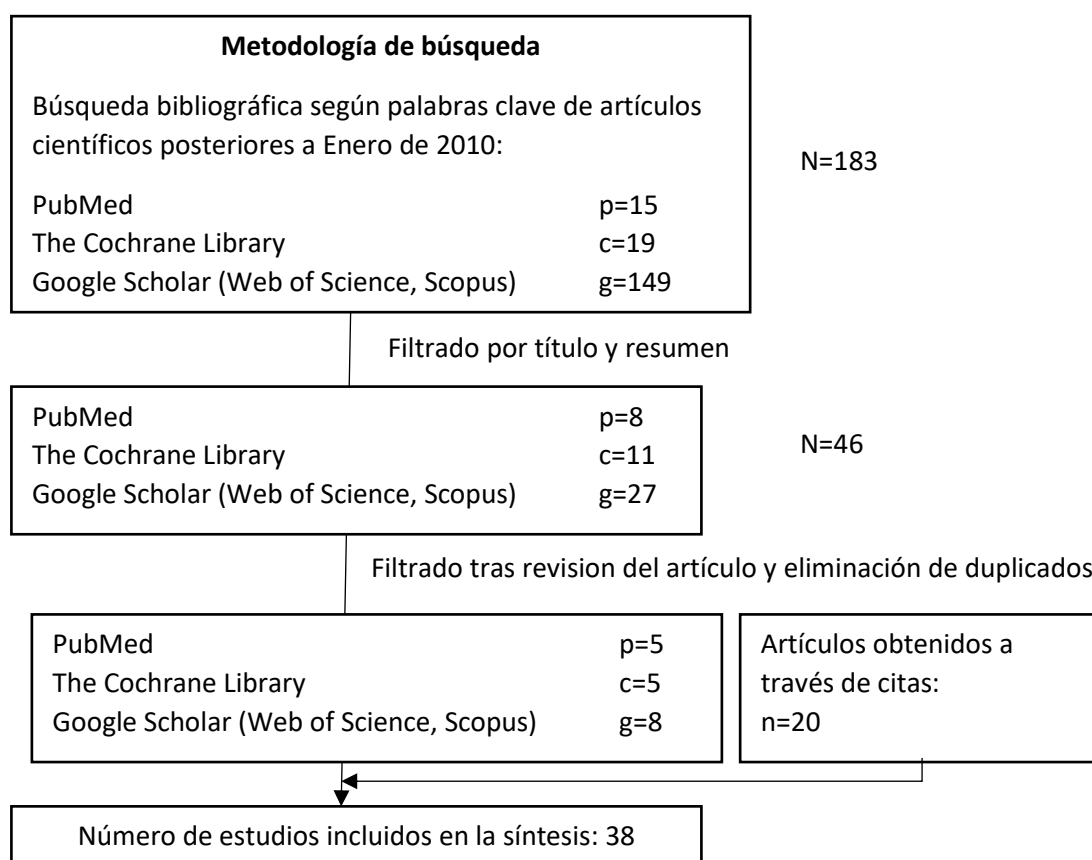 Metodología de búsqueda
Búsqueda bibliográfica según palabras clave de artículos
científicos posteriores a Enero de 2010:
N=183
PubMed p=15
The Cochrane Library c=19
Google Scholar (Web of Science, Scopus) g=149
Filtrado por título y resumen
PubMed p=8
The Cochrane Library c=11
Google Scholar (Web of Science, Scopus) g=27
N=46
Filtrado tras revision del artículo y eliminación de duplicados
PubMed p=5
The Cochrane Library c=5
Google Scholar (Web of Science, Scopus) g=8
Artículos obtenidos a
través de citas:
n=20
Número de estudios incluidos en la síntesis: 38